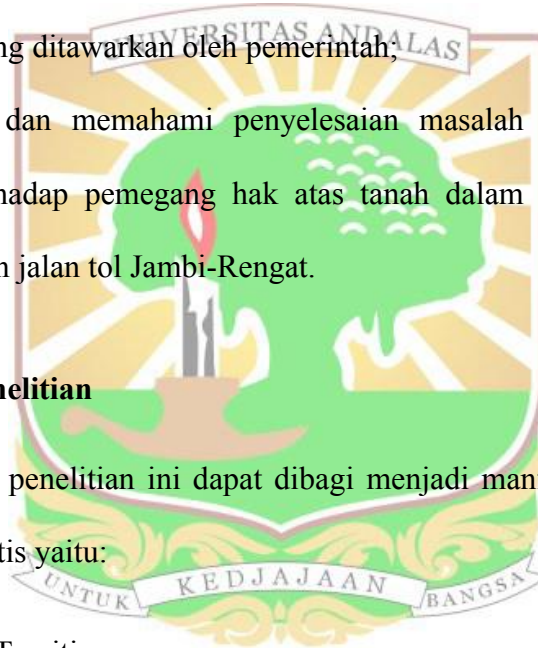 UNIVERSITAS ANDALAS
ng ditawarkan oleh pemerintah;
dan memahami penyelesaian masalah
hadap pemegang hak atas tanah dalam
n jalan tol Jambi-Rengat.
nelitian
penelitian ini dapat dibagi menjadi man
tis yaitu:
UNTUK KEDJAJAAN BANGSA